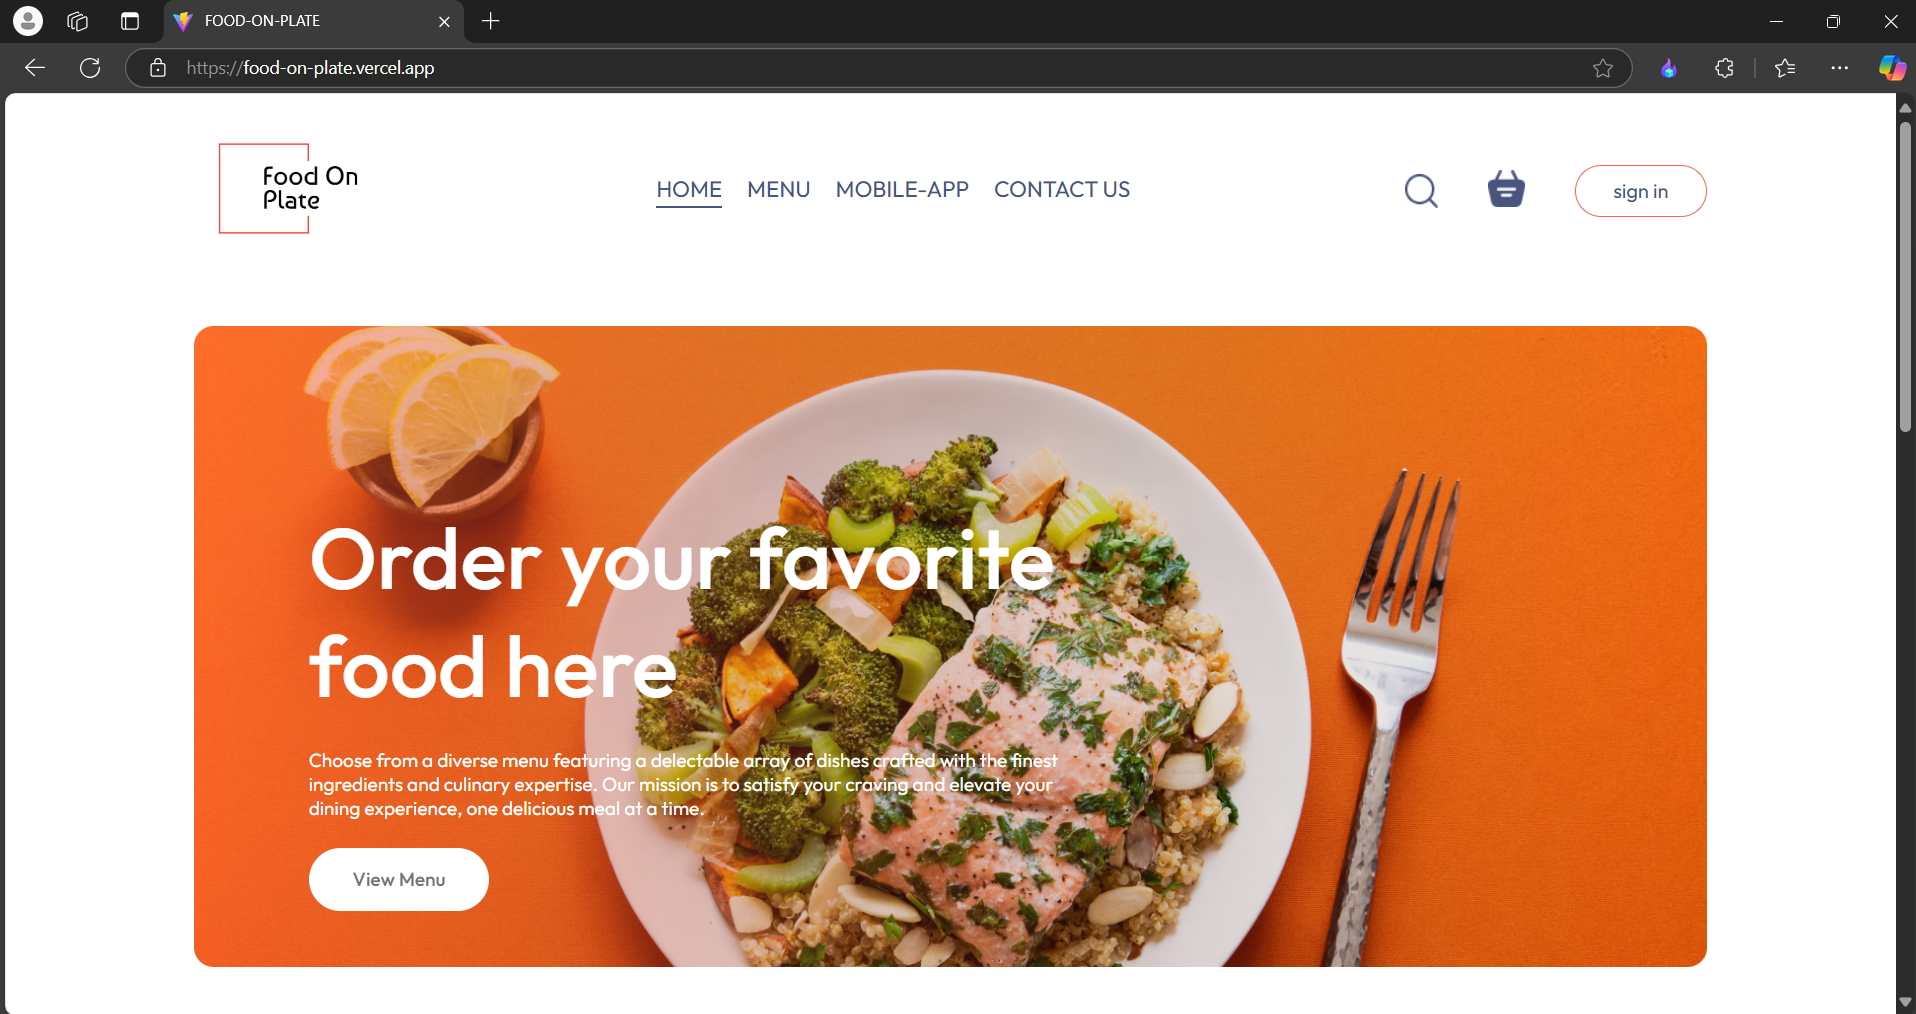 FOOD-ON-PLATE
https://food-on-plate.vercel.app
Food On
Plate
HOME MENU MOBILE-APP CONTACT US
sign in
Order your favorite
food here
Choose from a diverse menu featuring a delectable array of dishes crafted with the finest
ingredients and culinary expertise. Our mission is to satisfy your craving and elevate your
dining experience, one delicious meal at a time.
View Menu